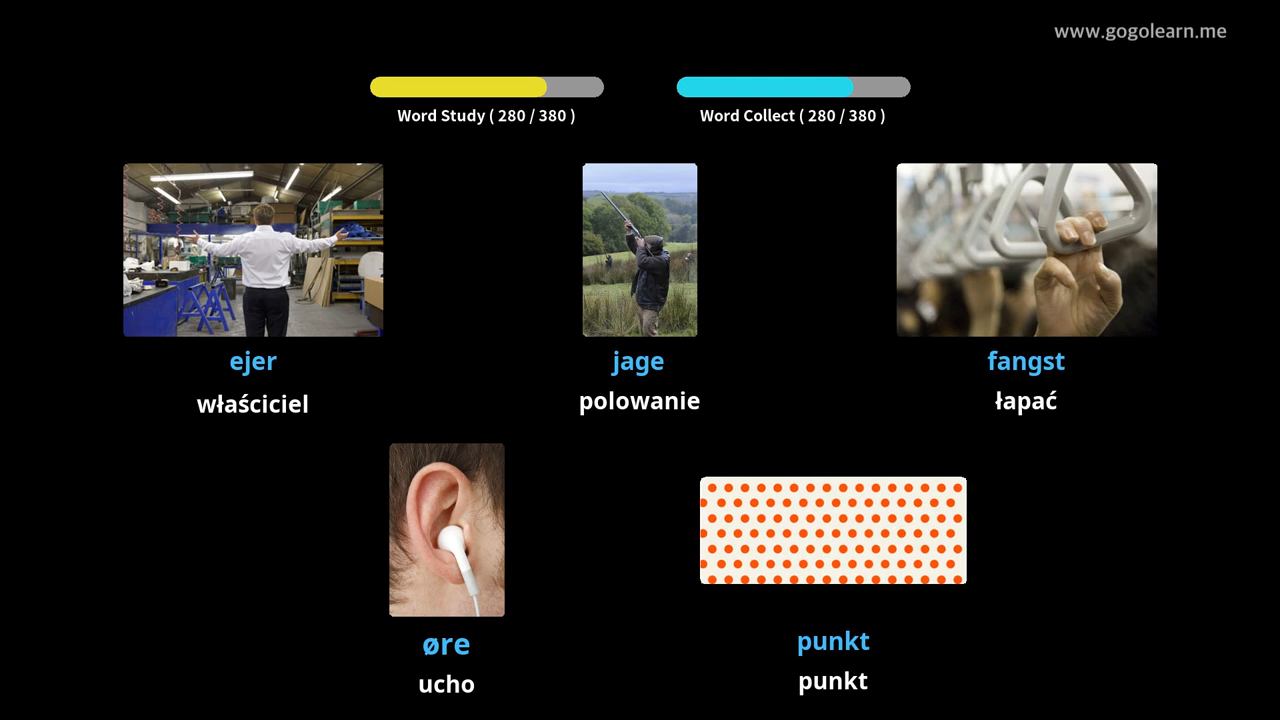 www.gogolearn.me
Word Study ( 280 / 380 )
Word Collect ( 280 / 380 )
ejer
właściciel
jage
polowanie
fangst
łapać
øre
ucho
punkt
punkt